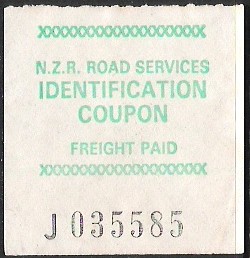 N.Z.R. ROAD SERVICES
IDENTIFICATION
COUPON
FREIGHT PAID
J 035585